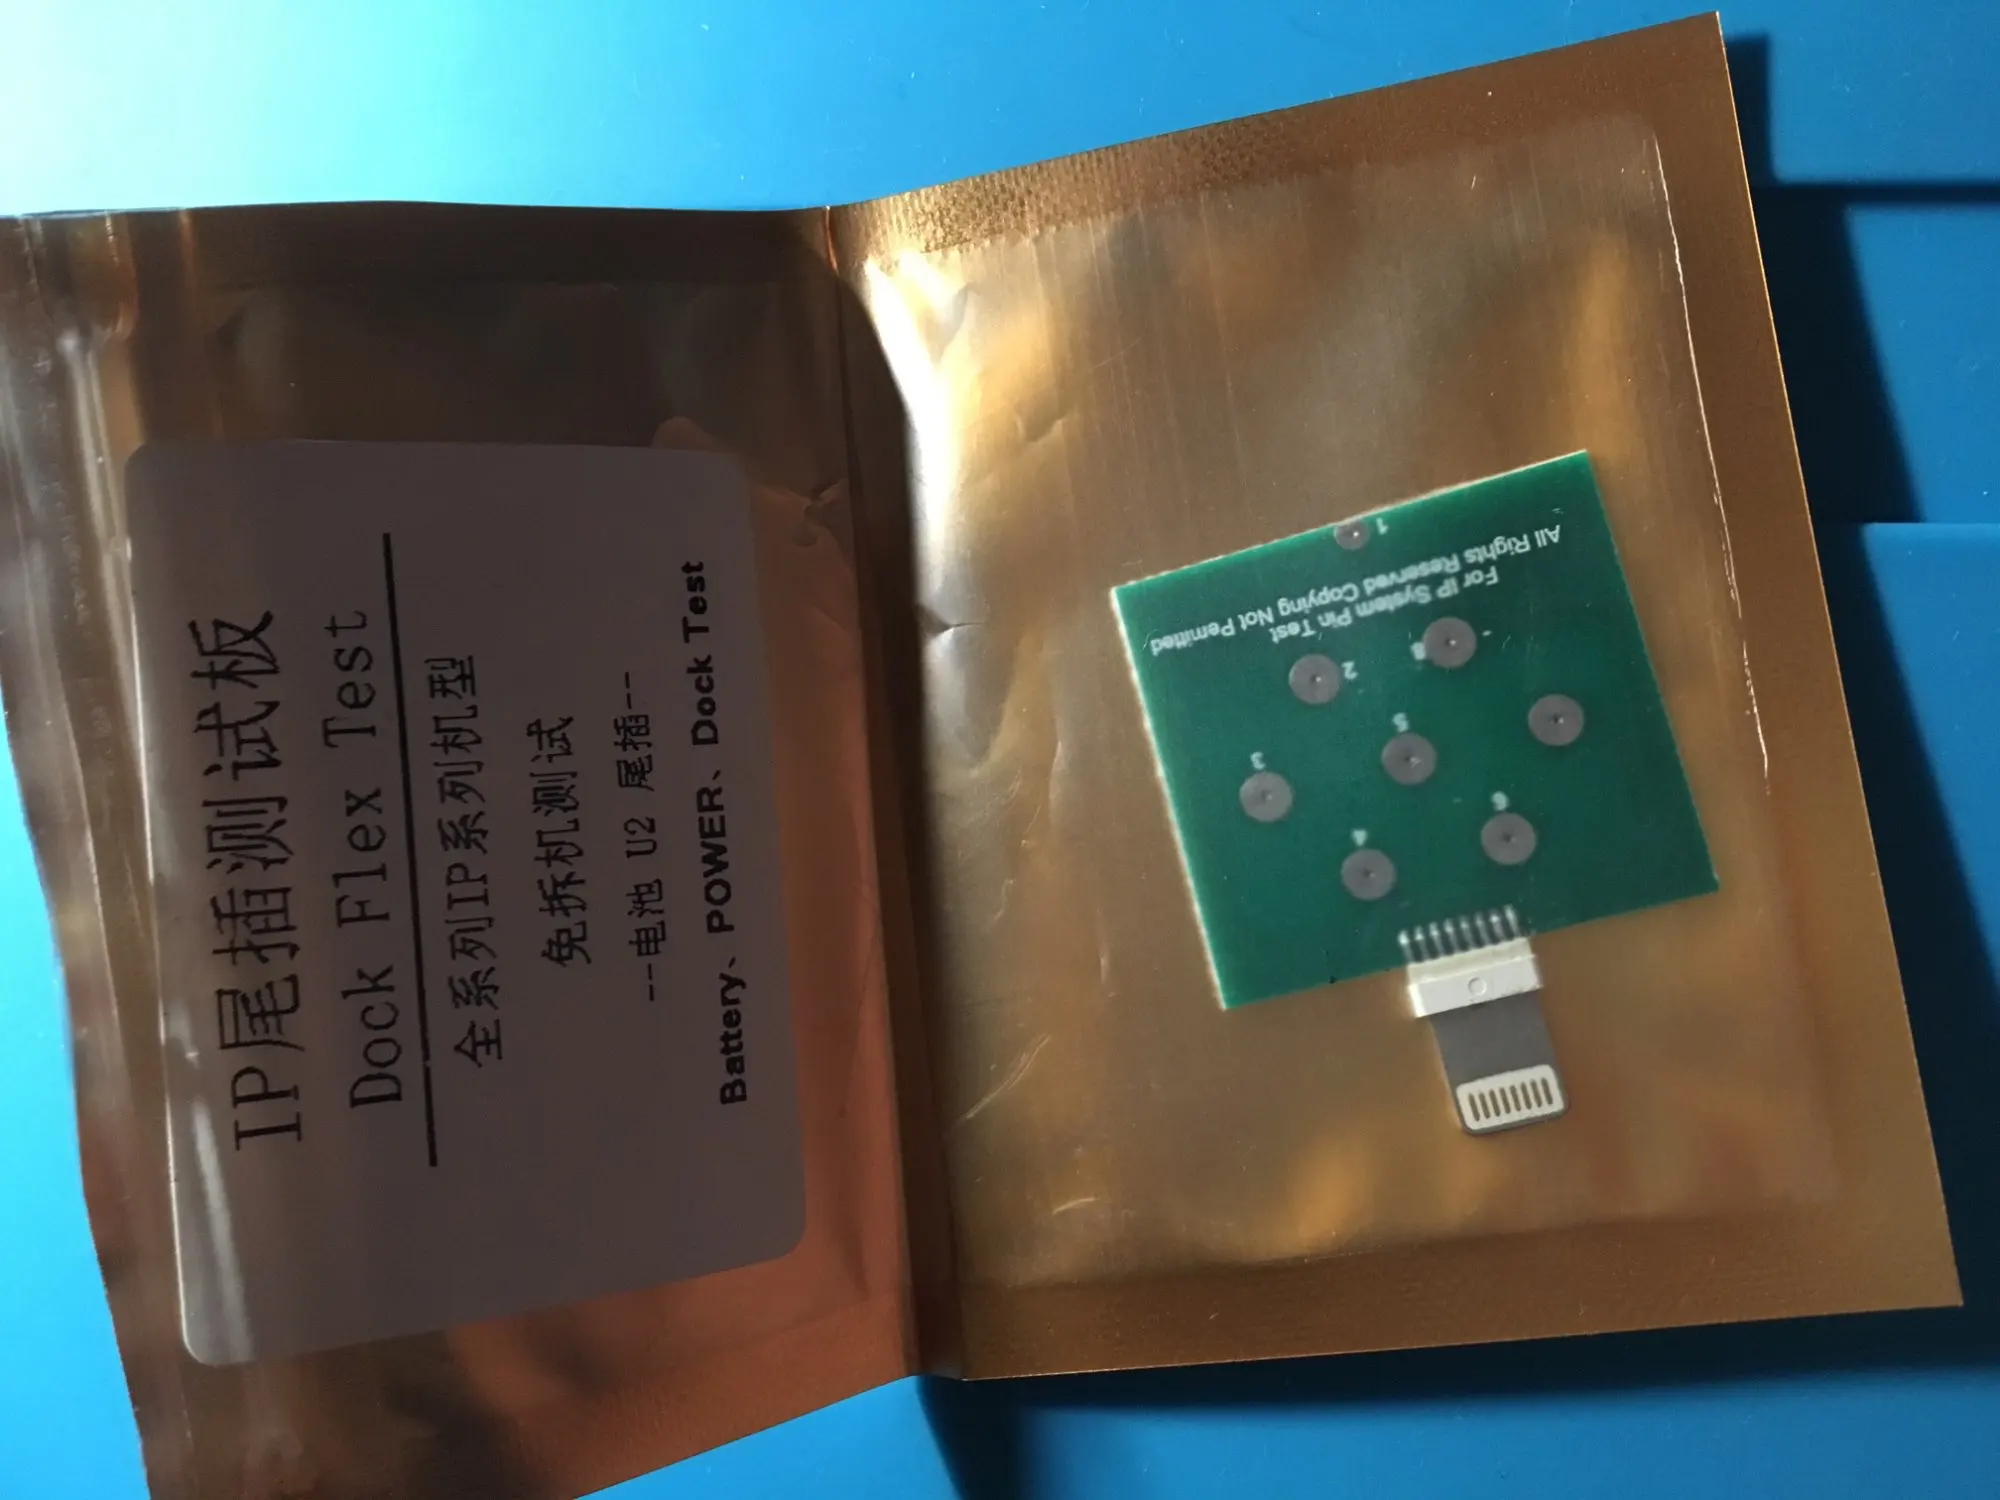 IP尾插测试板
Dock Flex Test
全系列IP系列机型
免拆机测试
--电池 U2 尾插--
Battery、POWER、Dock Test
1
All Rights Reserved Copying Not Pemitted
For IP System Pin Test
8 -
2
5
3
6
4